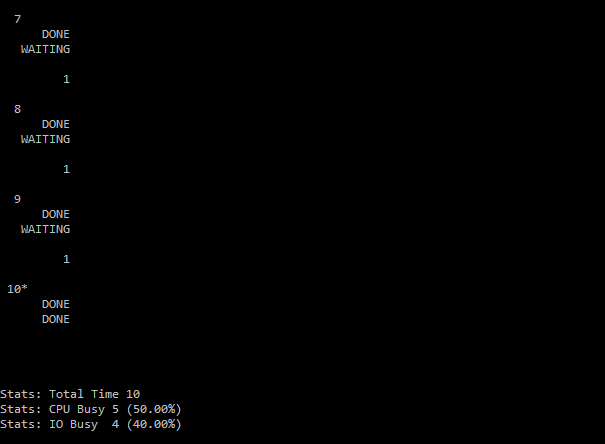 7
DONE
WAITING
1
8
DONE
WAITING
1
9
DONE
WAITING
1
10*
DONE
DONE
Stats: Total Time 10
Stats: CPU Busy 5 (50.00%)
Stats: IO Busy  4 (40.00%)